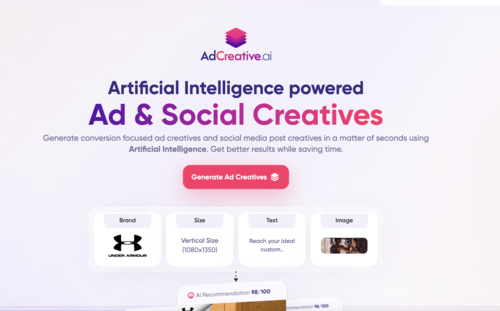 AdCreative.ai
Artificial Intelligence powered
Ad & Social Creatives
Generate conversion focused ad creatives and social media post creatives in a matter of seconds using
Artificial Intelligence. Get better results while saving time.
Generate Ad Creatives
Brand
Size
Text
Image
UNDER ARMOUR
Vertical Size
(1080x1350)
Reach your ideal
custom..
AI Recommendation 98/100
96/100